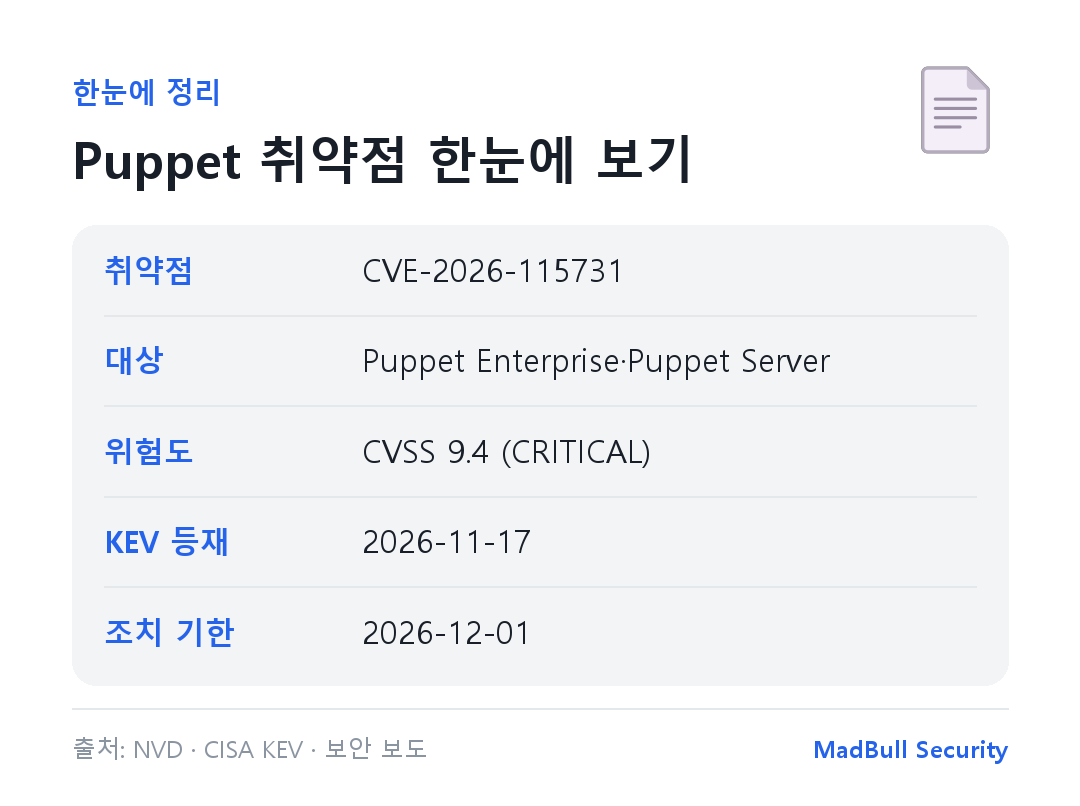 한눈에 정리
Puppet 취약점 한눈에 보기
취약점 CVE-2026-115731
대상 Puppet Enterprise·Puppet Server
위험도 CVSS 9.4 (CRITICAL)
KEV 등재 2026-11-17
조치 기한 2026-12-01
출처: NVD · CISA KEV · 보안 보도 MadBull Security